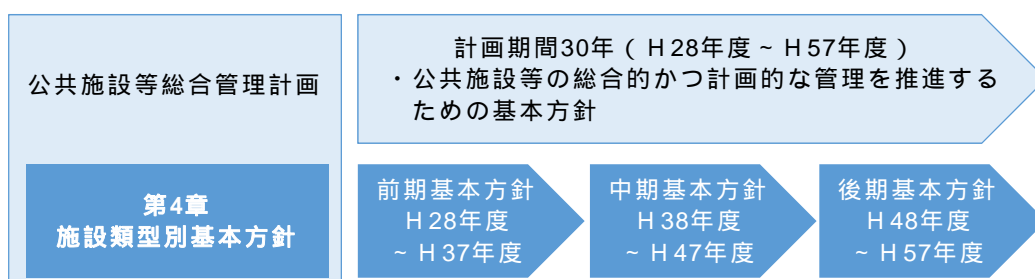 公共施設等総合管理計画
計画期間30年（H28年度～H57年度）
・公共施設等の総合的かつ計画的な管理を推進する
ための基本方針
第4章
施設類型別基本方針
前期基本方針
H28年度
～H37年度
中期基本方針
H38年度
～H47年度
後期基本方針
H48年度
～H57年度